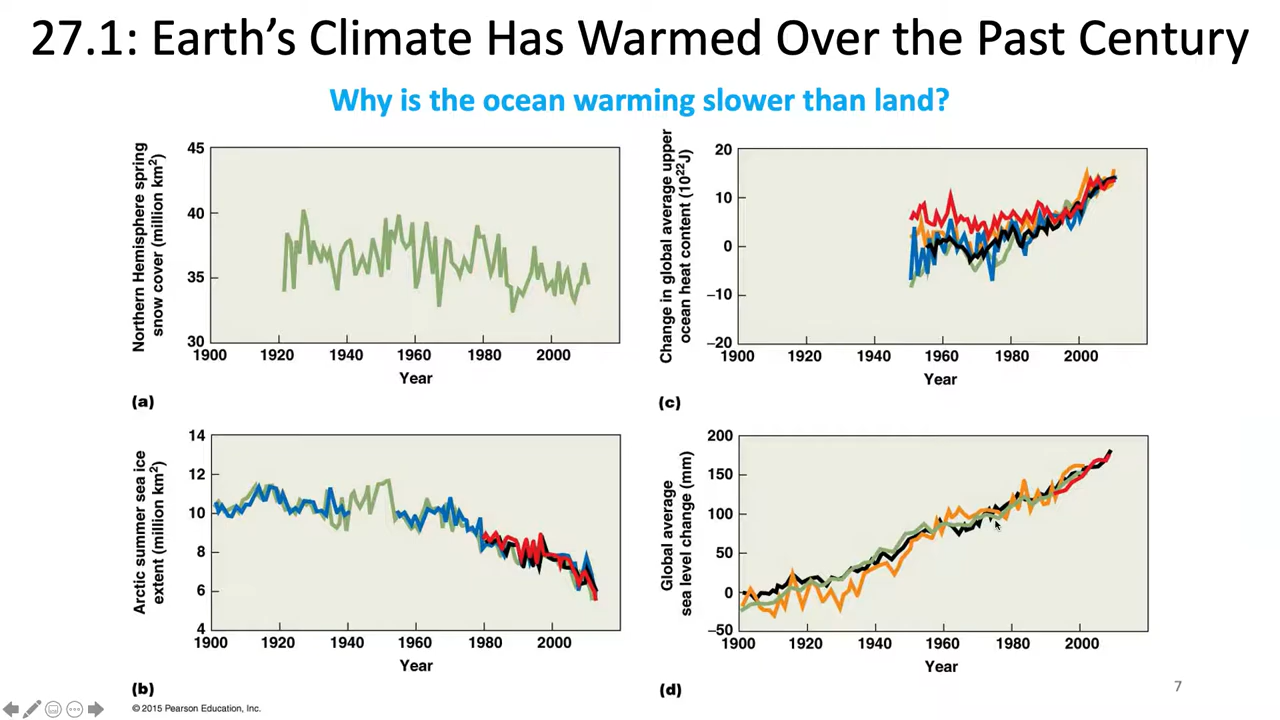 27.1: Earth's Climate Has Warmed Over the Past Century
Why is the ocean warming slower than land?
Northern Hemisphere spring
snow cover (million km²)
45
40
35
30
1900 1920 1940 1960 1980 2000
Year
(a)
Change in global average upper
ocean heat content (10²²J)
20
10
0
–10
–20
1900 1920 1940 1960 1980 2000
Year
(c)
Arctic summer sea ice
extent (million km²)
14
12
10
8
6
4
1900 1920 1940 1960 1980 2000
Year
(b)
Global average
sea level change (mm)
200
150
100
50
0
–50
1900 1920 1940 1960 1980 2000
Year
(d)
© 2015 Pearson Education, Inc.
7